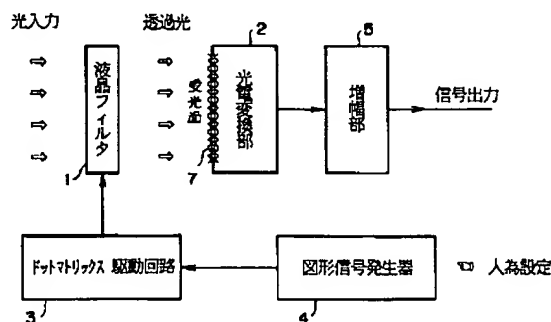 光入力
透過光
2
5
液晶フィルタ
受光面
光電変換部
増幅部
信号出力
1
7
ドットマトリックス 駆動回路
図形信号発生器
人為設定
3
4